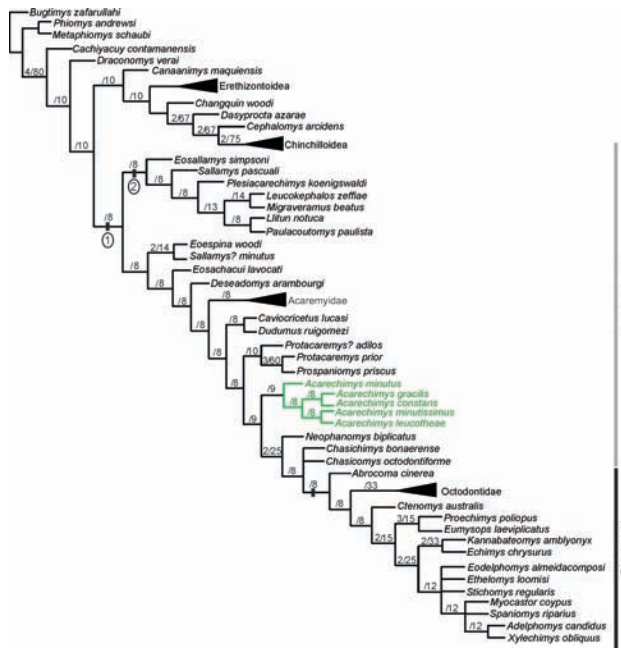 Bugtimys zafarullahi
Phiomys andrewsi
Metaphiomys schaubi
4/80
Cachiyacuy contamanensis
/10
Draconomys verai
/10
Canaanimys maquiensis
/10
Erethizontoidea
/10
Changquin woodi
Dasyprocta azarae
2/67
Cephalomys arcidens
2/67
2/75
Chinchilloidea
/8
2
Eosallamys simpsoni
/8
Sallamys pascuali
/8
Plesiacarechimys koenigswaldi
/13
/14
Leucokephalos zeffiae
Migraveramus beatus
/8
Llitun notuca
Paulacoutomys paulista
/8
1
2/14
Eoespina woodi
Sallamys? minutus
/8
Eosachacui lavocati
/8
Deseadomys arambourgi
/8
/8
Acaremyidae
/8
/8
Caviocricetus lucasi
Dudumus ruigomezi
/8
/10
Protacaremys? adilos
3/60
Protacaremys prior
Prospaniomys priscus
/9
/9
Acarechimys minutus
/8
/8
Acarechimys gracilis
Acarechimys constans
/8
Acarechimys minutissimus
Acarechimys leucotheae
2/25
Neophanomys biplicatus
/8
Chasichimys bonaerense
Chasicomys octodontiforme
/8
Abrocoma cinerea
/8
/33
Octodontidae
/8
Ctenomys australis
2/15
3/15
Proechimys poliopus
Eumysops laeviplicatus
2/25
2/33
Kannabateomys amblyonyx
Echimys chrysurus
/12
Eodelphomys almeidacomposi
Ethelomys loomisi
Stichomys regularis
/12
Myocastor coypus
Spaniomys riparius
/12
Adelphomys candidus
Xylechimys obliquus